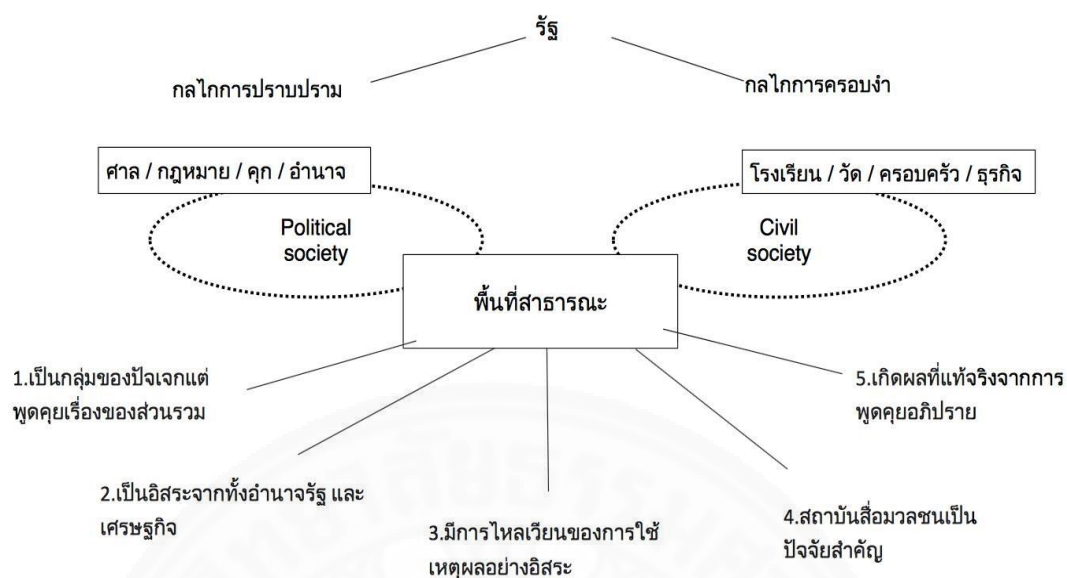 รัฐ
กลไกการปราบปราม
กลไกการครอบงำ
ศาล / กฎหมาย / คุก / อำนาจ
โรงเรียน / วัด / ครอบครัว / ธุรกิจ
Political
society
Civil
society
พื้นที่สาธารณะ
1.เป็นกลุ่มของปัจเจกแต่
พูดคุยเรื่องของส่วนรวม
5.เกิดผลที่แท้จริงจากการ
พูดคุยอภิปราย
2.เป็นอิสระจากทั้งอำนาจรัฐ และ
เศรษฐกิจ
3.มีการไหลเวียนของการใช้
เหตุผลอย่างอิสระ
4.สถาบันสื่อมวลชนเป็น
ปัจจัยสำคัญ